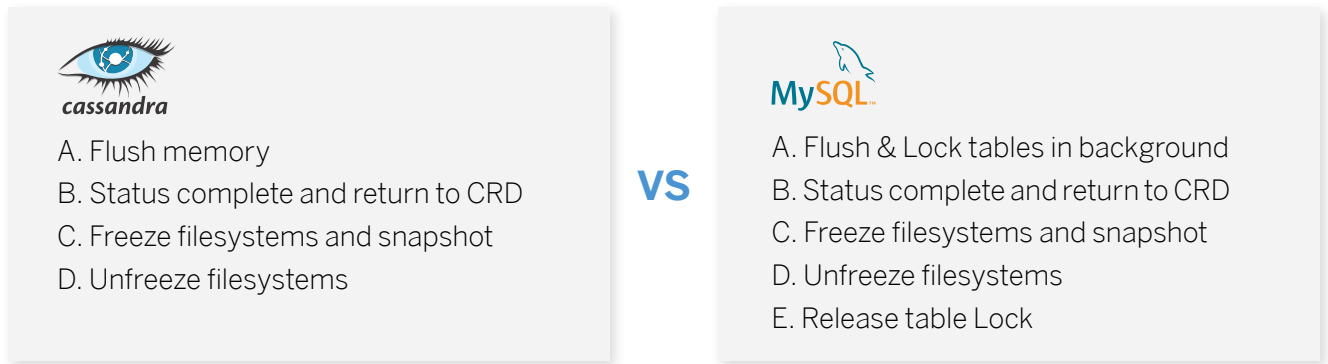 cassandra
A. Flush memory
B. Status complete and return to CRD
C. Freeze filesystems and snapshot
D. Unfreeze filesystems
VS
MySQL™
A. Flush & Lock tables in background
B. Status complete and return to CRD
C. Freeze filesystems and snapshot
D. Unfreeze filesystems
E. Release table Lock